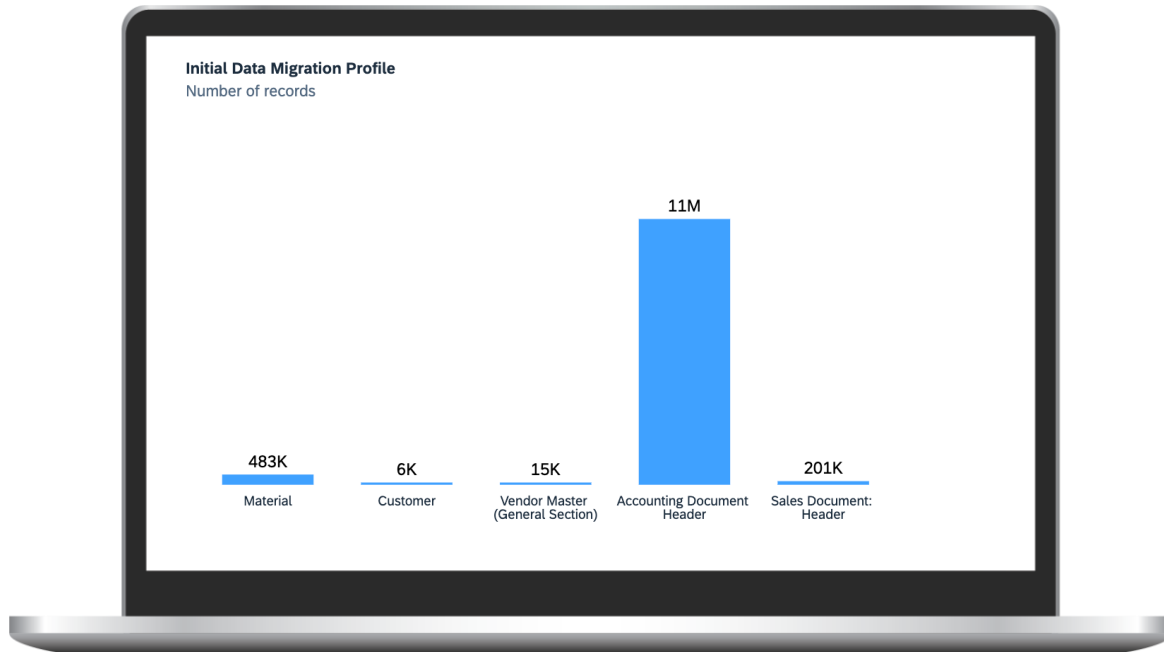 Initial Data Migration Profile
Number of records
11M
483K
6K
15K
201K
Material
Customer
Vendor Master
(General Section)
Accounting Document
Header
Sales Document:
Header